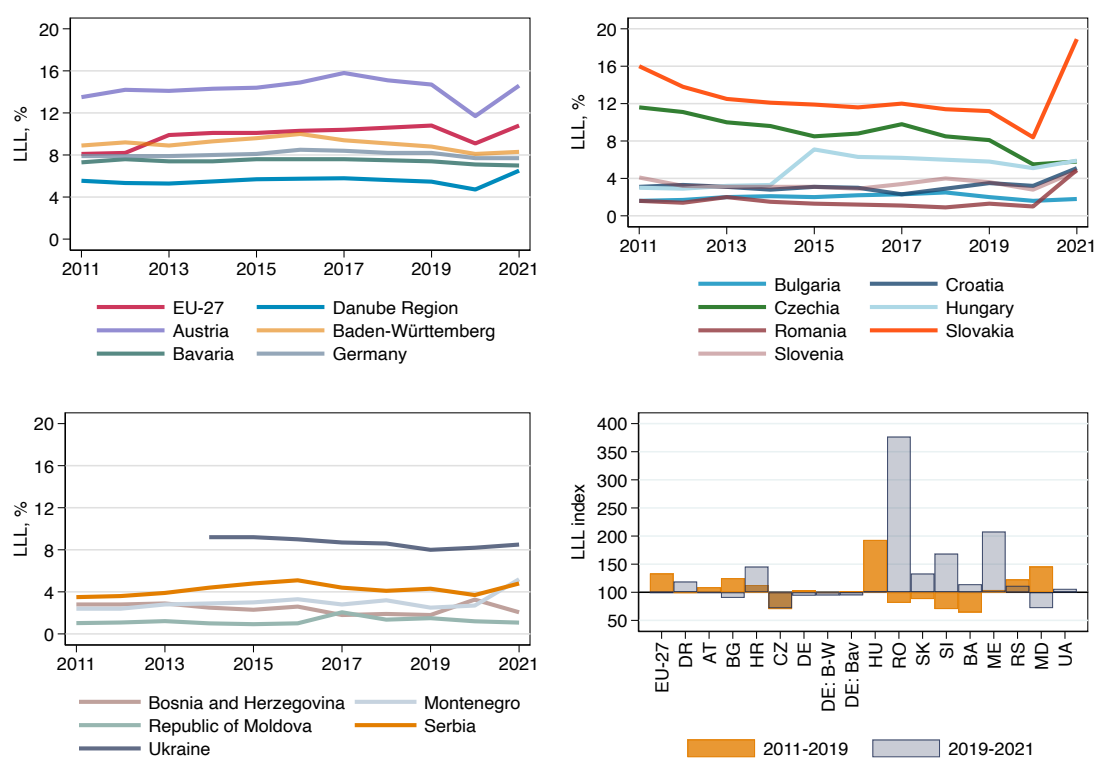 LLL, %
20
16
12
8
4
0
2011 2013 2015 2017 2019 2021
EU-27 Danube Region
Austria Baden-Württemberg
Bavaria Germany
LLL, %
20
16
12
8
4
0
2011 2013 2015 2017 2019 2021
Bulgaria Croatia
Czechia Hungary
Romania Slovakia
Slovenia
LLL, %
20
16
12
8
4
0
2011 2013 2015 2017 2019 2021
Bosnia and Herzegovina Montenegro
Republic of Moldova Serbia
Ukraine
LLL index
400
350
300
250
200
150
100
50
EU-27 DR AT BG HR CZ DE DE: B-W DE: Bav HU RO SK SI BA ME RS MD UA
2011-2019 2019-2021